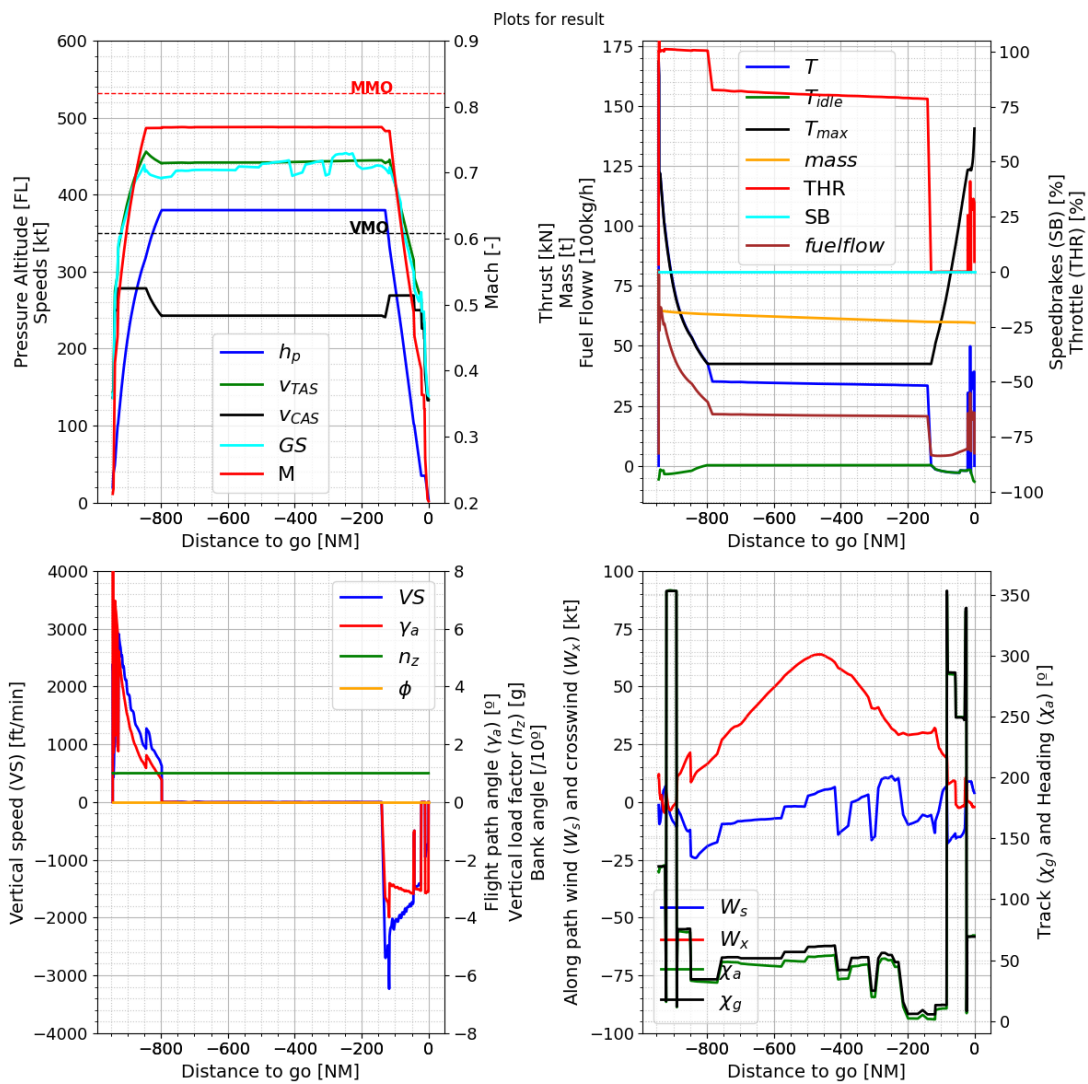 Plots for result
600
500
400
300
200
100
0
Pressure Altitude [FL]
Speeds [kt]
0.9
0.8
0.7
0.6
0.5
0.4
0.3
0.2
Mach [-]
MMO
VMO
h_p
v_TAS
v_CAS
GS
M
−800 −600 −400 −200 0
Distance to go [NM]
175
150
125
100
75
50
25
0
Thrust [kN]
Mass [t]
Fuel Floww [100kg/h]
100
75
50
25
0
−25
−50
−75
−100
Speedbrakes (SB) [%]
Throttle (THR) [%]
T
T_idle
T_max
mass
THR
SB
fuelflow
−800 −600 −400 −200 0
Distance to go [NM]
4000
3000
2000
1000
0
−1000
−2000
−3000
−4000
Vertical speed (VS) [ft/min]
8
6
4
2
0
−2
−4
−6
−8
Flight path angle (γ_a) [º]
Vertical load factor (n_z) [g]
Bank angle [/10º]
VS
γ_a
n_z
ϕ
−800 −600 −400 −200 0
Distance to go [NM]
100
75
50
25
0
−25
−50
−75
−100
Along path wind (W_s) and crosswind (W_x) [kt]
350
300
250
200
150
100
50
0
Track (χ_g) and Heading (χ_a) [º]
W_s
W_x
χ_a
χ_g
−800 −600 −400 −200 0
Distance to go [NM]